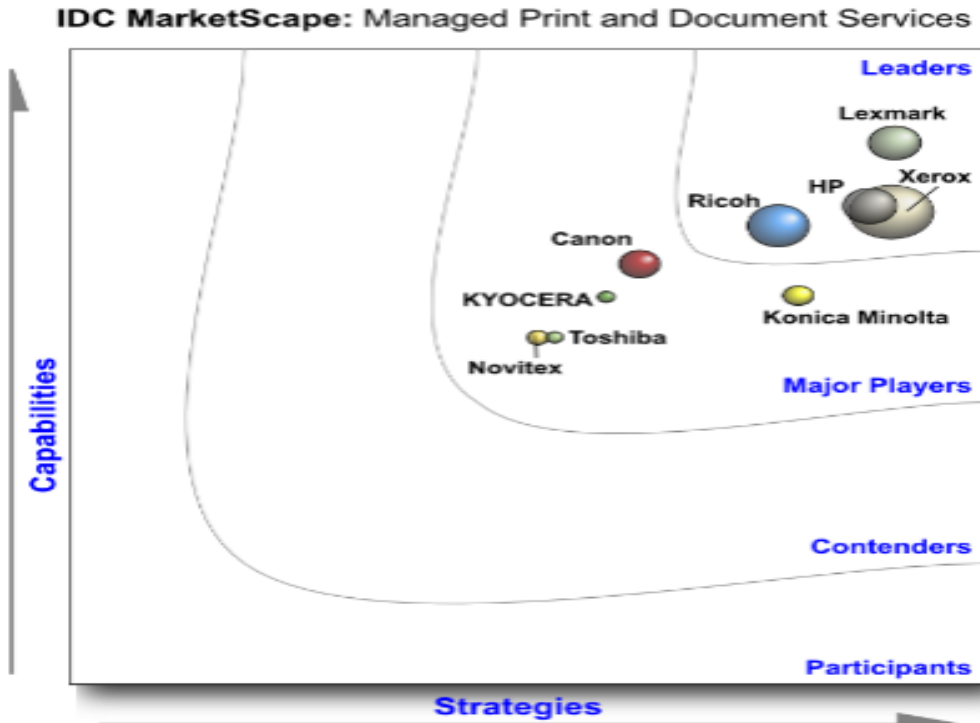 IDC MarketScape: Managed Print and Document Services
Leaders
Lexmark
Xerox
HP
Ricoh
Canon
KYOCERA
Konica Minolta
Toshiba
Novitex
Major Players
Capabilities
Contenders
Participants
Strategies